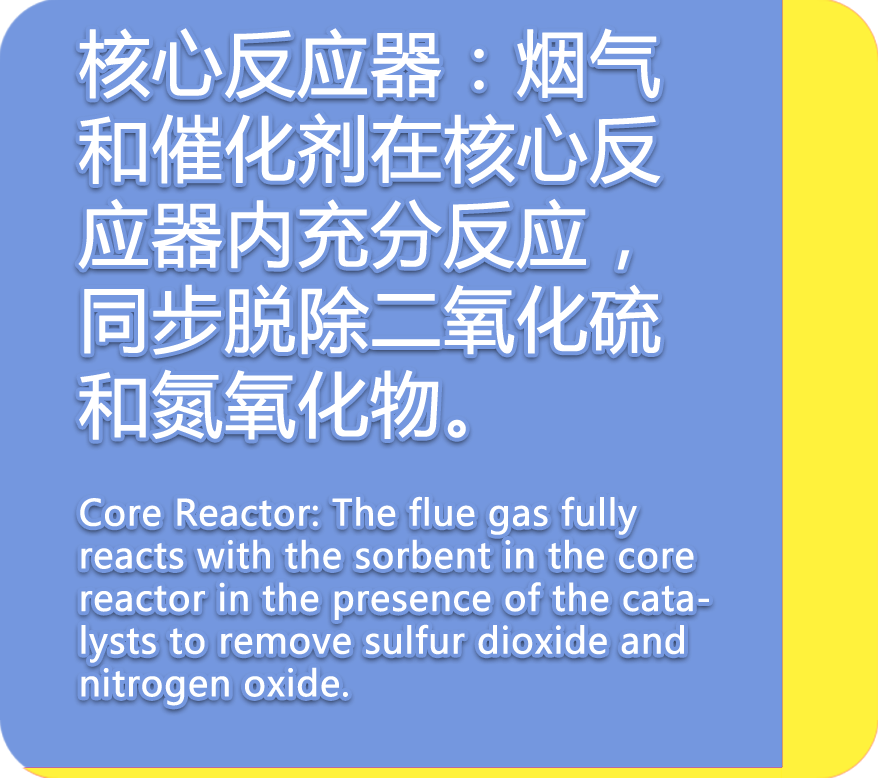 核心反应器：烟气
和催化剂在核心反
应器内充分反应，
同步脱除二氧化硫
和氮氧化物。
Core Reactor: The flue gas fully
reacts with the sorbent in the core
reactor in the presence of the cata-
lysts to remove sulfur dioxide and
nitrogen oxide.